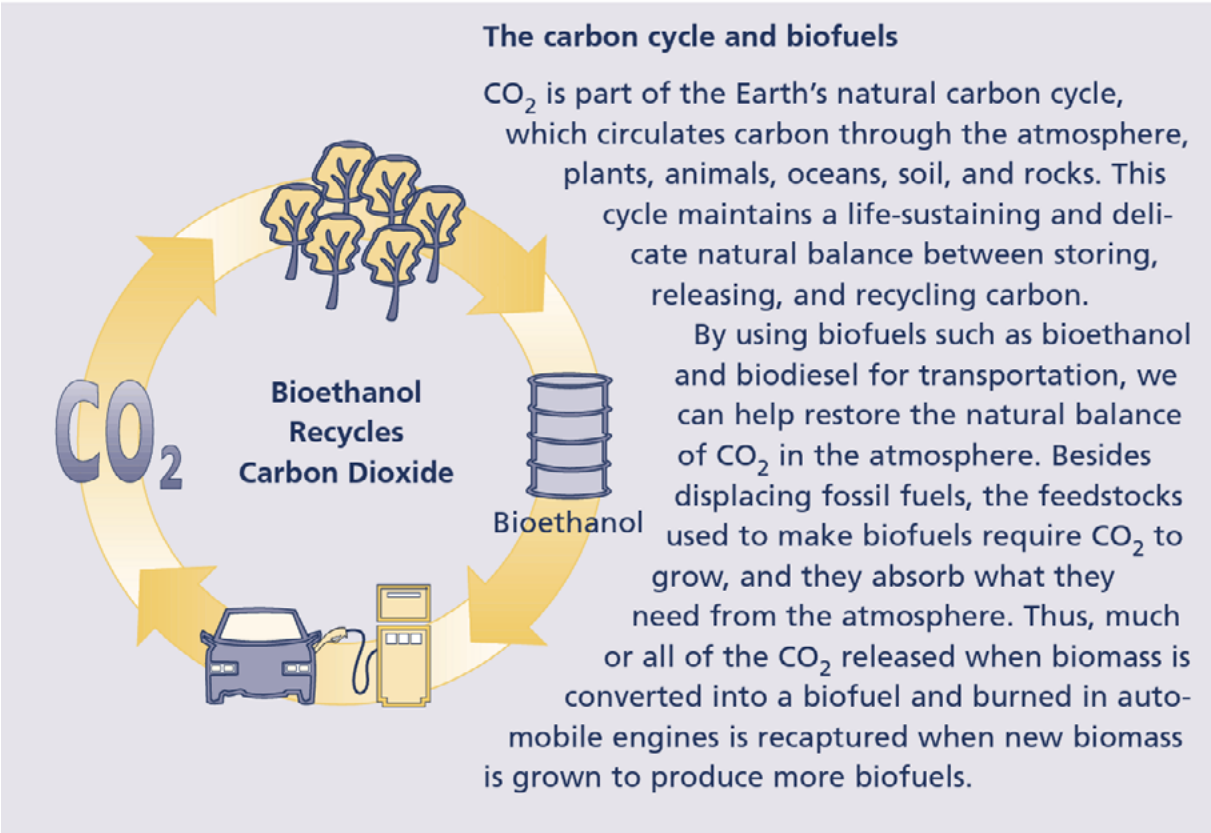 The carbon cycle and biofuels
CO₂ is part of the Earth's natural carbon cycle,
which circulates carbon through the atmosphere,
plants, animals, oceans, soil, and rocks. This
cycle maintains a life-sustaining and deli-
cate natural balance between storing,
releasing, and recycling carbon.
By using biofuels such as bioethanol
and biodiesel for transportation, we
can help restore the natural balance
of CO₂ in the atmosphere. Besides
displacing fossil fuels, the feedstocks
used to make biofuels require CO₂ to
grow, and they absorb what they
need from the atmosphere. Thus, much
or all of the CO₂ released when biomass is
converted into a biofuel and burned in auto-
mobile engines is recaptured when new biomass
is grown to produce more biofuels.
Bioethanol
Recycles
Carbon Dioxide
CO₂
Bioethanol